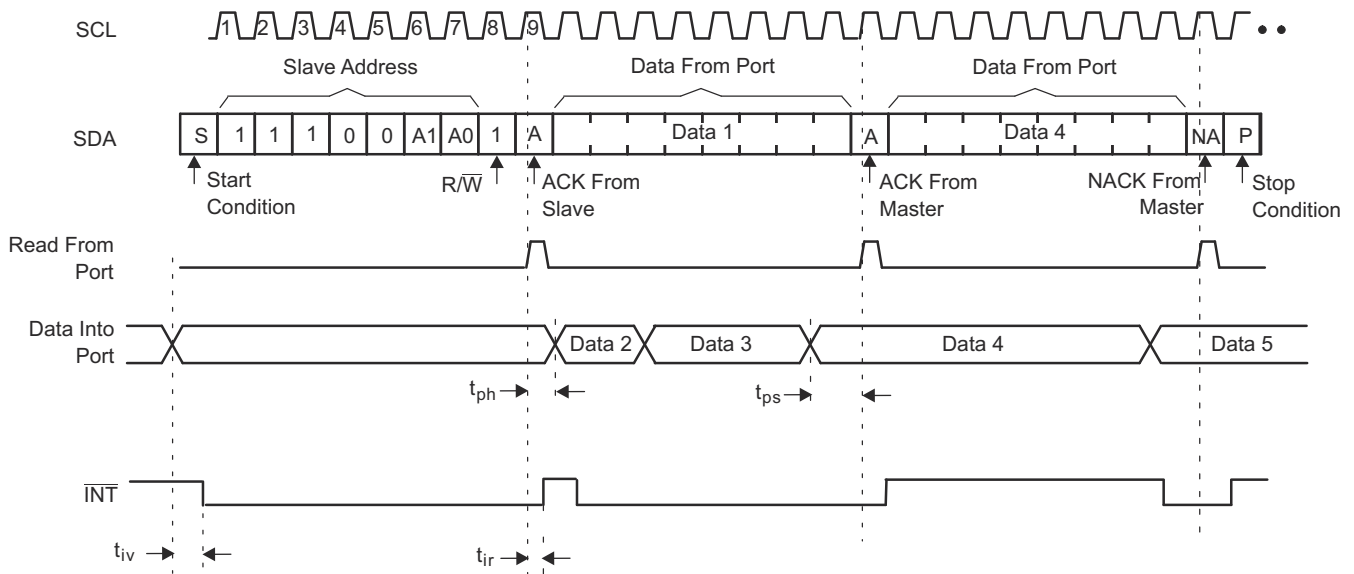 SCL 1 2 3 4 5 6 7 8 9
Slave Address Data From Port Data From Port
SDA S 1 1 1 0 0 A1 A0 1 A Data 1 A Data 4 NA P
Start Condition
R/W̅
ACK From Slave
ACK From Master
NACK From Master
Stop Condition
Read From Port
Data Into Port
Data 2 Data 3 Data 4 Data 5
tph tps
I̅N̅T̅
tiv tir